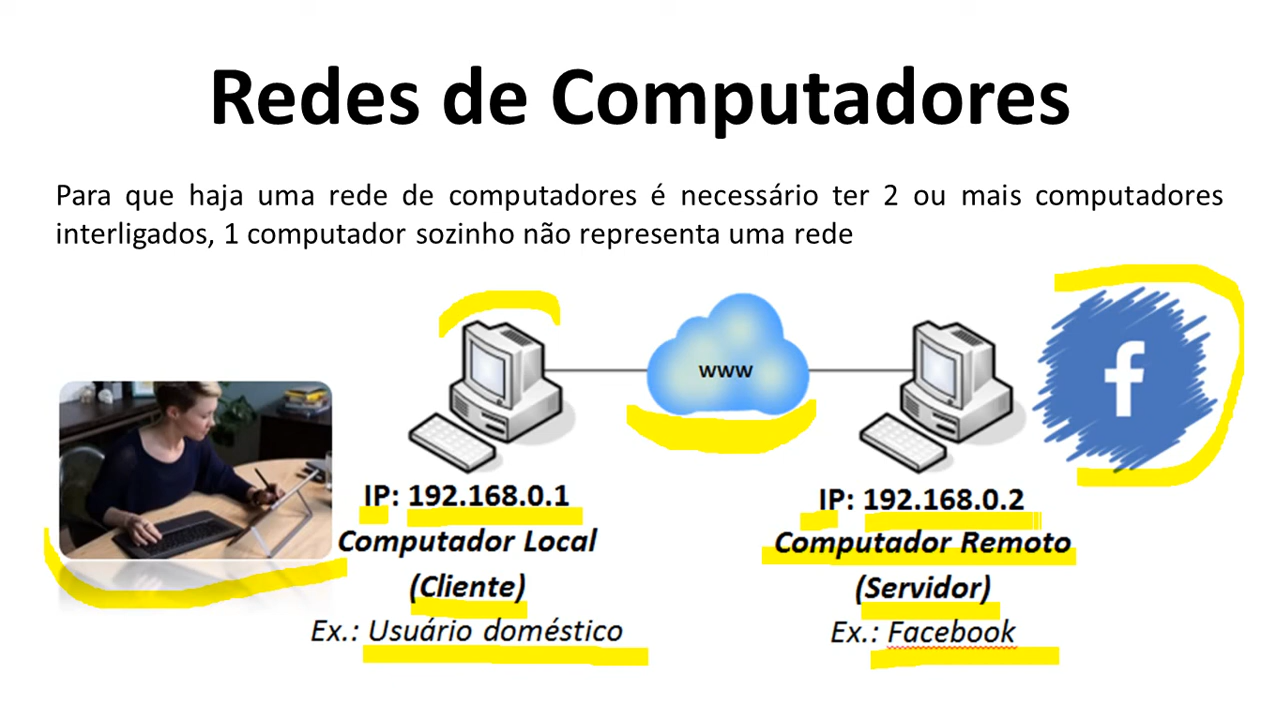 Redes de Computadores
Para que haja uma rede de computadores é necessário ter 2 ou mais computadores
interligados, 1 computador sozinho não representa uma rede
www
f
IP: 192.168.0.1
Computador Local
(Cliente)
Ex.: Usuário doméstico
IP: 192.168.0.2
Computador Remoto
(Servidor)
Ex.: Facebook